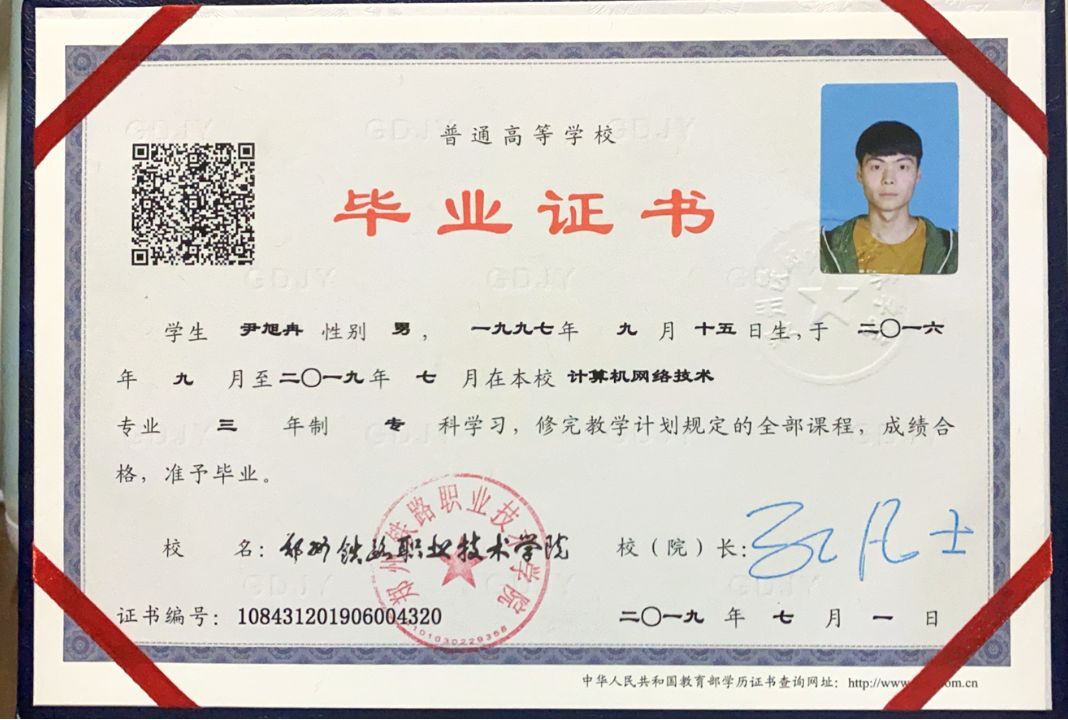 普通高等学校
毕业证书
学生 尹旭冉 性别 男， 一九九七年 九 月 十五 日生，于 二〇一六
年 九 月至 二〇一九 年 七 月在本校 计算机网络技术
专业 三 年制 专 科学习，修完教学计划规定的全部课程，成绩合
格，准予毕业。
校 名：郑州铁路职业技术学院
校（院）长：
郑州铁路职业技术学院
4101030229358
证书编号：108431201906004320
二〇一九 年 七 月 一 日
中华人民共和国教育部学历证书查询网址：http://www. .com.cn